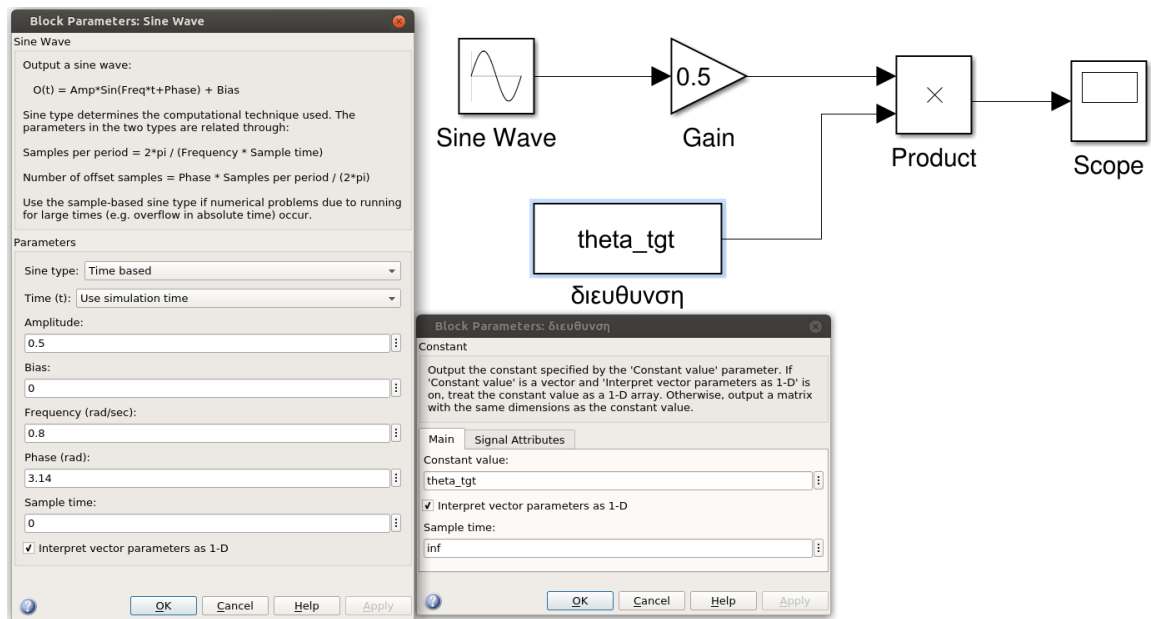 Block Parameters: Sine Wave
Sine Wave
Output a sine wave:
O(t) = Amp*Sin(Freq*t+Phase) + Bias
Sine type determines the computational technique used. The
parameters in the two types are related through:
Samples per period = 2*pi / (Frequency * Sample time)
Number of offset samples = Phase * Samples per period / (2*pi)
Use the sample-based sine type if numerical problems due to running
for large times (e.g. overflow in absolute time) occur.
Parameters
Sine type: Time based
Time (t): Use simulation time
Amplitude:
0.5
Bias:
0
Frequency (rad/sec):
0.8
Phase (rad):
3.14
Sample time:
0
Interpret vector parameters as 1-D
OK Cancel Help Apply
Sine Wave
0.5
Gain
Product
Scope
theta_tgt
διευθυνση
Block Parameters: διευθυνση
Constant
Output the constant specified by the 'Constant value' parameter. If
'Constant value' is a vector and 'Interpret vector parameters as 1-D' is
on, treat the constant value as a 1-D array. Otherwise, output a matrix
with the same dimensions as the constant value.
Main Signal Attributes
Constant value:
theta_tgt
Interpret vector parameters as 1-D
Sample time:
inf
OK Cancel Help Apply